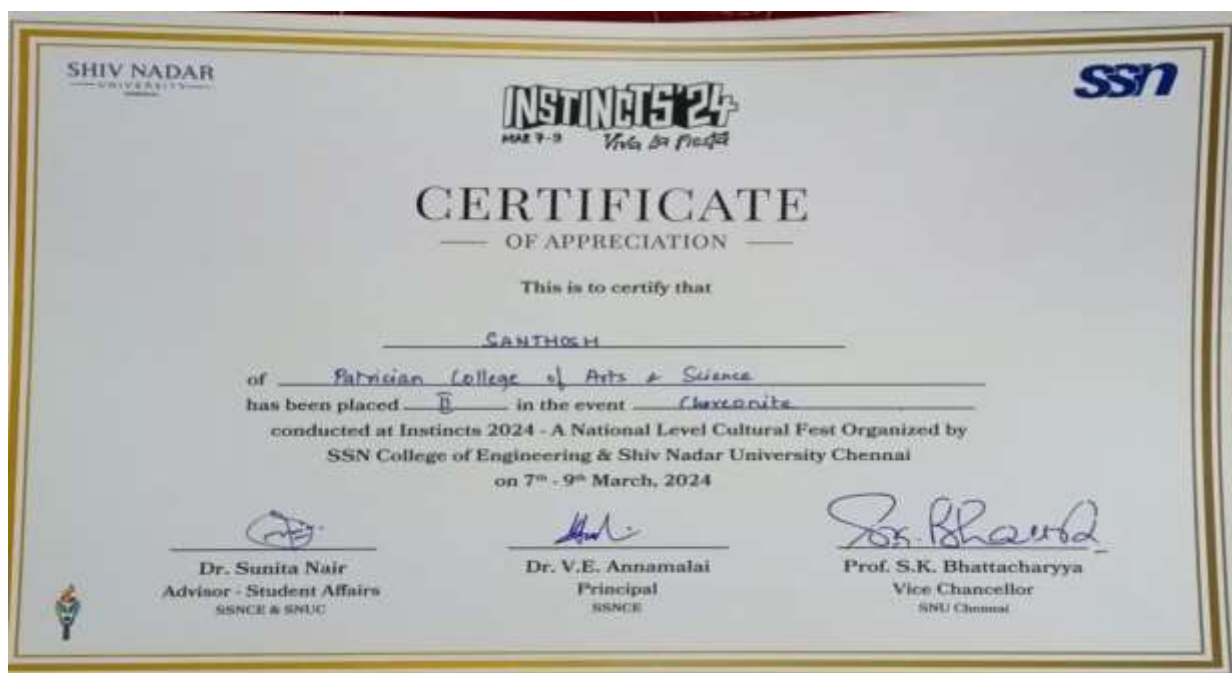 SHIV NADAR
UNIVERSITY
ssn
INSTINCTS'24
MAR 7-9 Viva La Fiesta
CERTIFICATE
OF APPRECIATION
This is to certify that
SANTHOSH
of Patrician College of Arts & Science
has been placed II in the event Choreonite
conducted at Instincts 2024 - A National Level Cultural Fest Organized by
SSN College of Engineering & Shiv Nadar University Chennai
on 7th - 9th March, 2024
Dr. Sunita Nair
Advisor - Student Affairs
SSNCE & SNUC
Dr. V.E. Annamalai
Principal
SSNCE
Prof. S.K. Bhattacharyya
Vice Chancellor
SNU Chennai